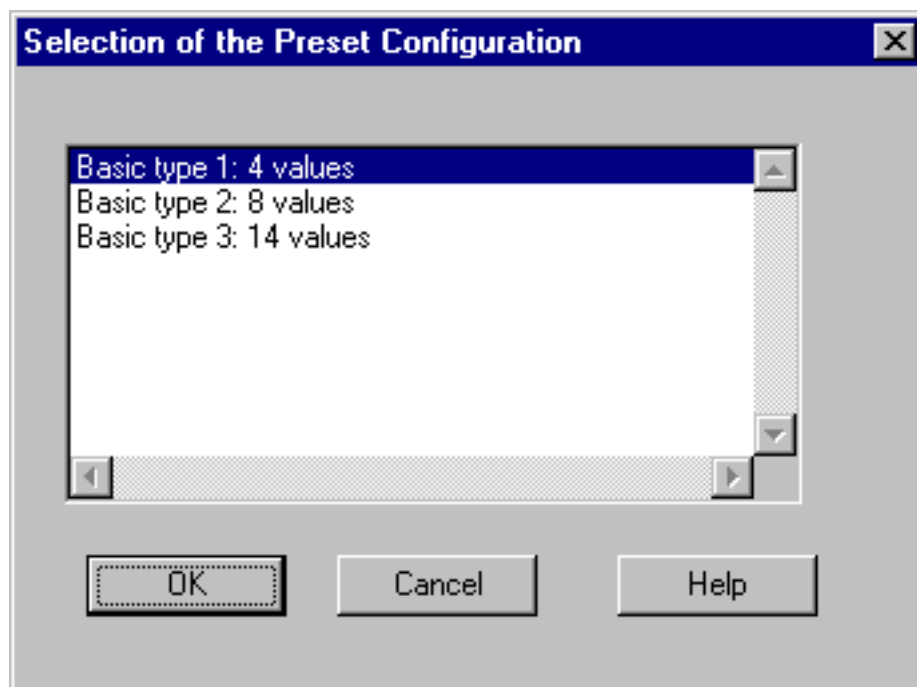 Selection of the Preset Configuration
Basic type 1: 4 values
Basic type 2: 8 values
Basic type 3: 14 values
OK
Cancel
Help